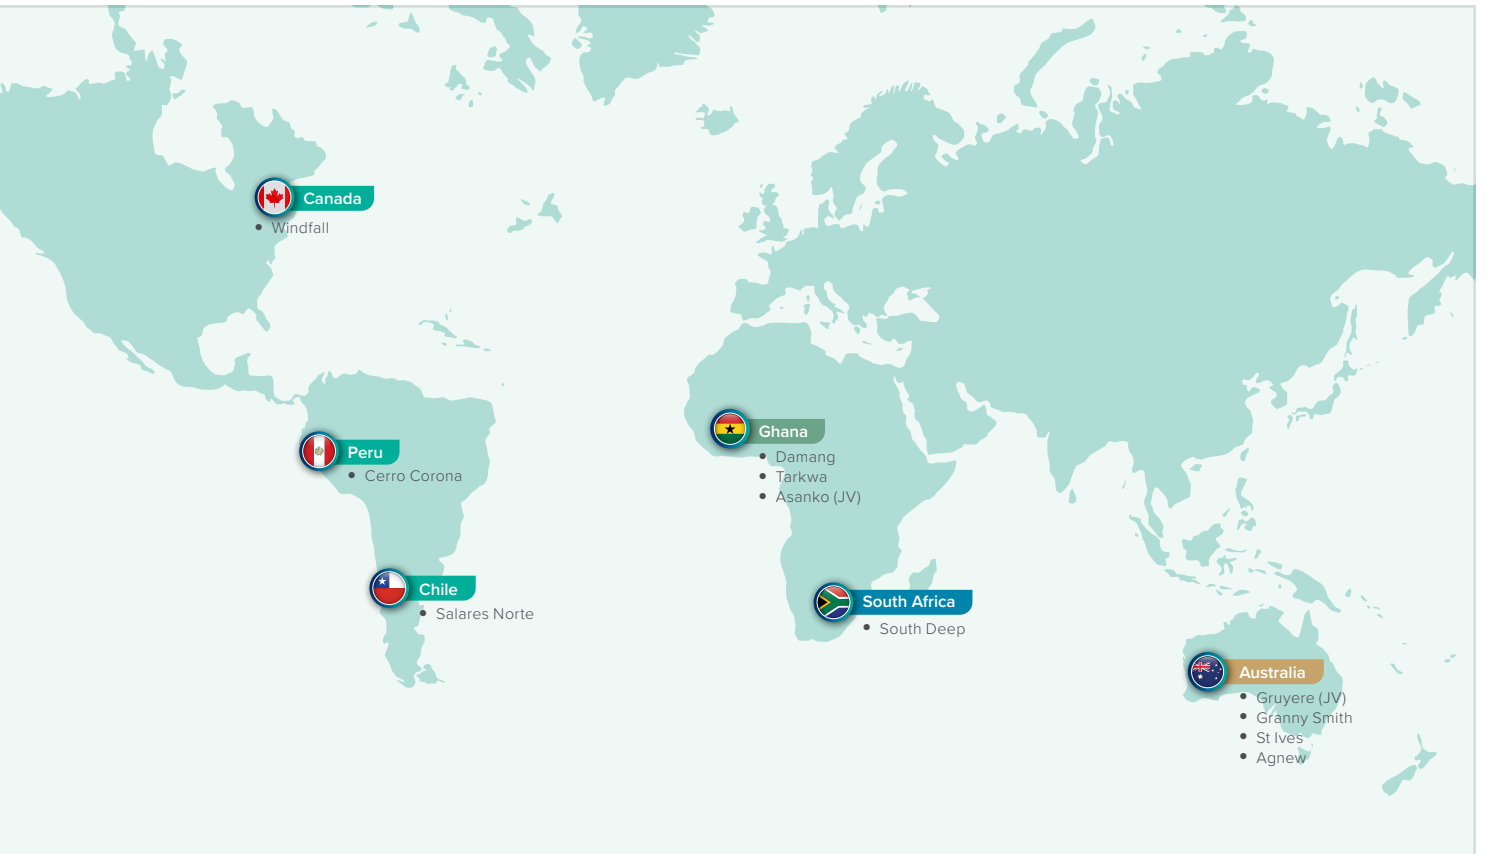 Canada
• Windfall
Peru
• Cerro Corona
Chile
• Salares Norte
Ghana
• Damang
• Tarkwa
• Asanko (JV)
South Africa
• South Deep
Australia
• Gruyere (JV)
• Granny Smith
• St Ives
• Agnew